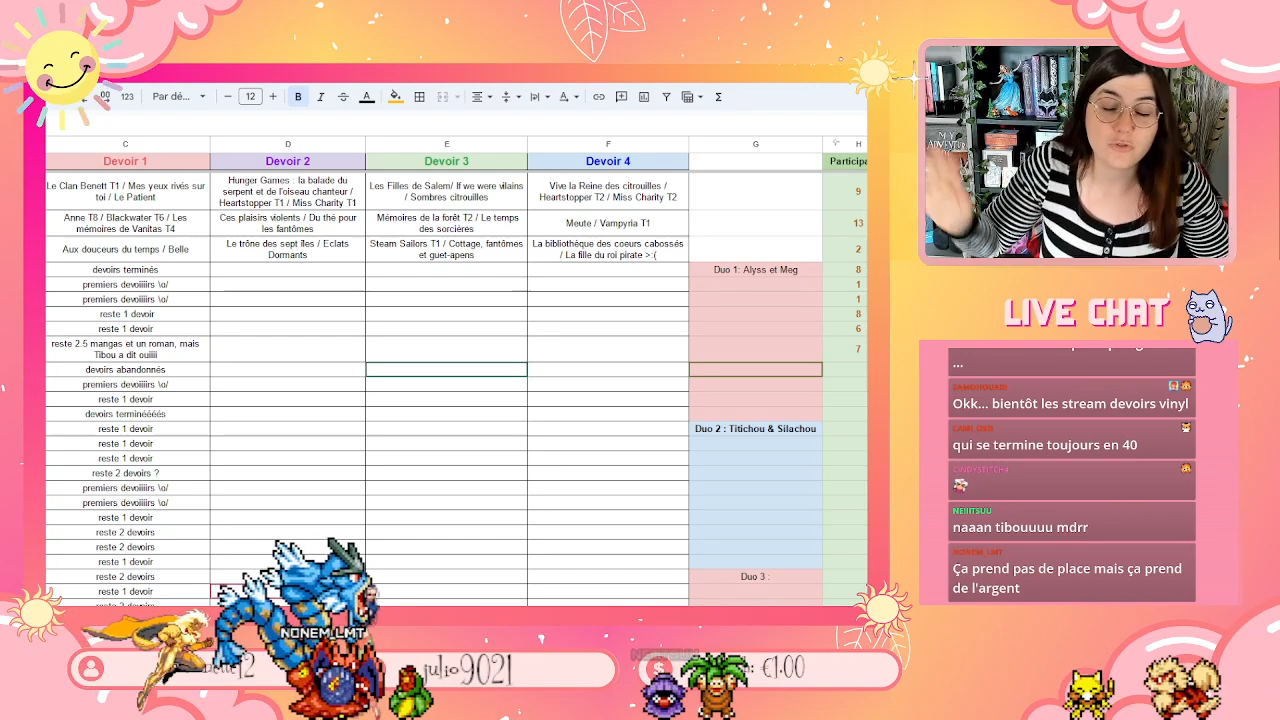 00 123 Par dé... 12 B I A
C D E F G H
Devoir 1 Devoir 2 Devoir 3 Devoir 4 Participa
Le Clan Benett T1 / Mes yeux rivés sur
toi / Le Patient
Hunger Games : la balade du
serpent et de l'oiseau chanteur /
Heartstopper T1 / Miss Charity T1
Les Filles de Salem/ If we were vilains
/ Sombres citrouilles
Vive la Reine des citrouilles /
Heartstopper T2 / Miss Charity T2
9
Anne T8 / Blackwater T6 / Les
mémoires de Vanitas T4
Ces plaisirs violents / Du thé pour
les fantômes
Mémoires de la forêt T2 / Le temps
des sorcières
Meute / Vampyria T1
13
Aux douceurs du temps / Belle
Le trône des sept îles / Eclats
Dormants
Steam Sailors T1 / Cottage, fantômes
et guet-apens
La bibliothèque des coeurs cabossés
/ La fille du roi pirate >:(
2
devoirs terminés Duo 1: Alyss et Meg 8
premiers devoiiiirs \o/ 1
premiers devoiiiirs \o/ 1
reste 1 devoir 8
reste 1 devoir 6
reste 2.5 mangas et un roman, mais
Tibou a dit ouiiii
7
devoirs abandonnés
premiers devoiiiirs \o/
reste 1 devoir
devoirs terminéééés
reste 1 devoir Duo 2 : Titichou & Silachou
reste 1 devoir
reste 1 devoir
reste 2 devoirs ?
premiers devoiiiirs \o/
premiers devoiiiirs \o/
reste 1 devoir
reste 2 devoirs
reste 2 devoirs
reste 1 devoir
reste 2 devoirs Duo 3 :
reste 1 devoir
reste 2 devoirs
MY
ADVENTURE
LIVE CHAT
...
Okk... bientôt les stream devoirs vinyl
qui se termine toujours en 40
CINDYSTITCH4
NEIIITSUU
naaan tibouuuu mdrr
NONEM_LMT
Ça prend pas de place mais ça prend
de l'argent
NONEM_LMT
julio9021
€1.00